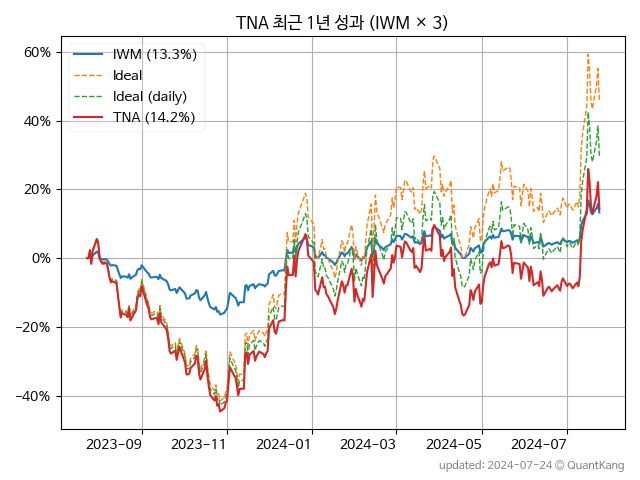 TNA 최근 1년 성과 (IWM × 3)
IWM (13.3%)
Ideal
Ideal (daily)
TNA (14.2%)
60%
40%
20%
0%
−20%
−40%
2023−09
2023−11
2024−01
2024−03
2024−05
2024−07
updated: 2024-07-24 ⓒ QuantKang